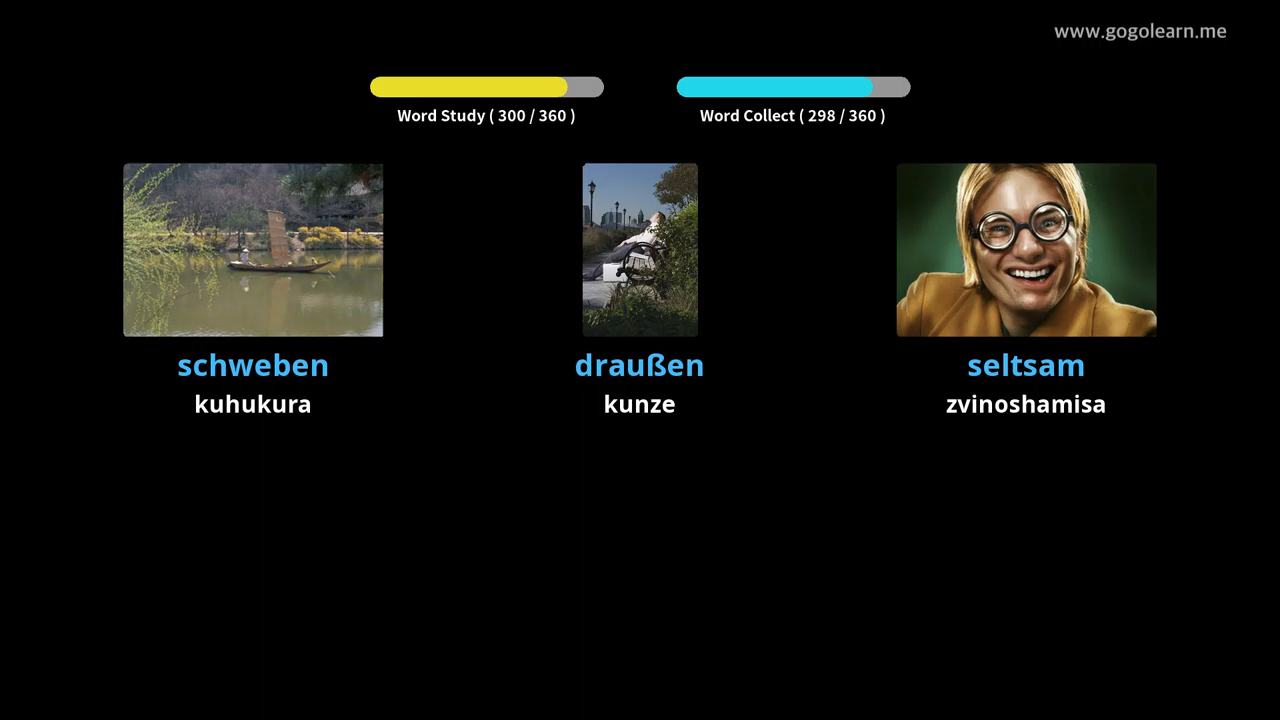 www.gogolearn.me
Word Study ( 300 / 360 )
Word Collect ( 298 / 360 )
schweben
draußen
seltsam
kuhukura
kunze
zvinoshamisa